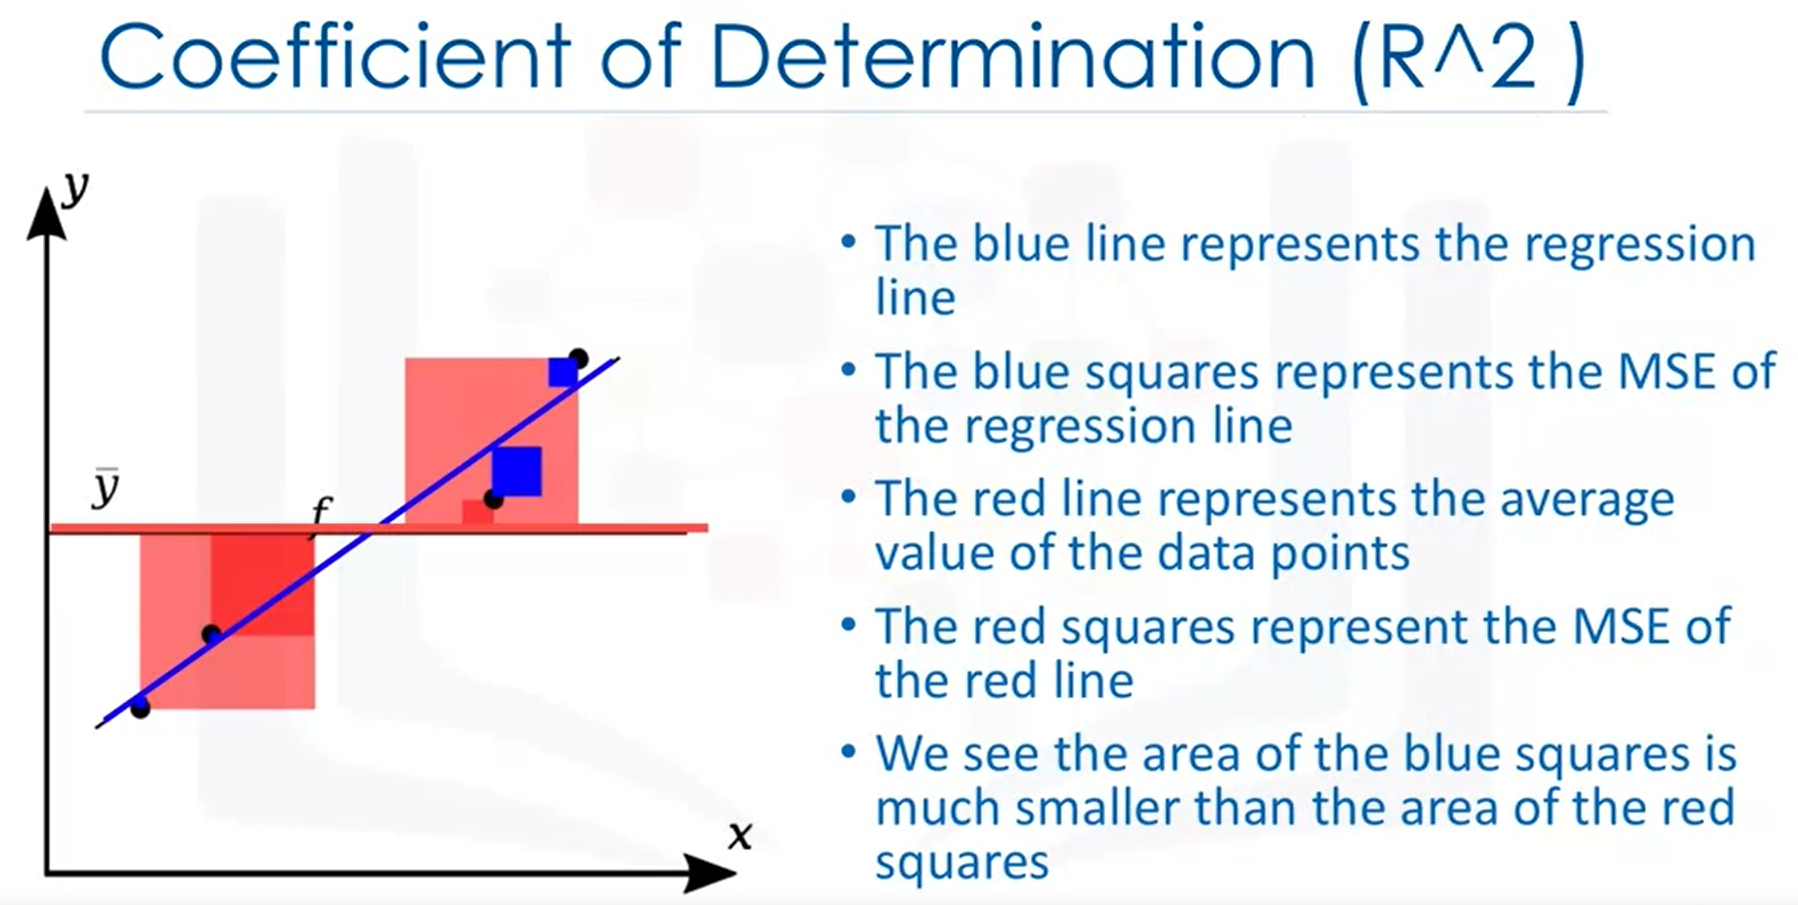 Coefficient of Determination (R^2 )
y
• The blue line represents the regression
line
• The blue squares represents the MSE of
the regression line
ȳ
f
• The red line represents the average
value of the data points
• The red squares represent the MSE of
the red line
• We see the area of the blue squares is
much smaller than the area of the red
squares
x